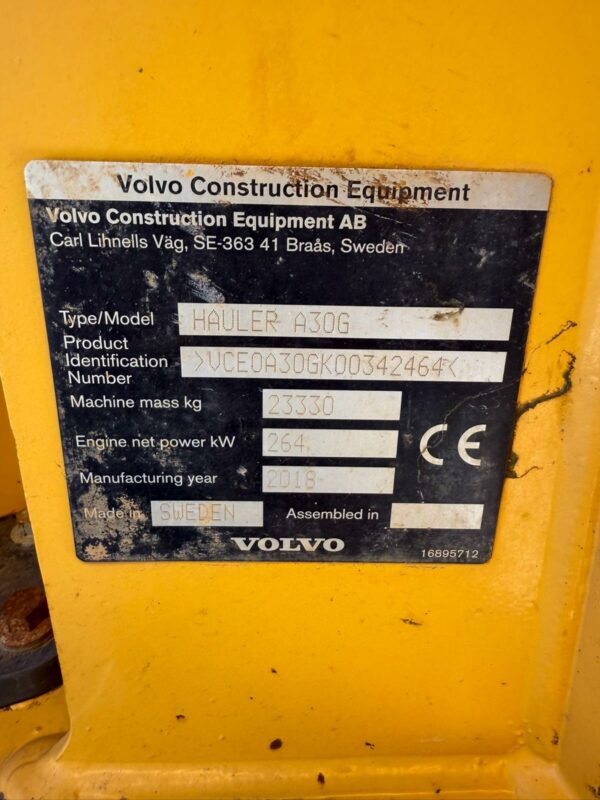 Volvo Construction Equipment
Volvo Construction Equipment AB
Carl Lihnells Väg, SE-363 41 Braås, Sweden
Type/Model HAULER A30G
Product
Identification >VCE0A30GK00342464<
Number
Machine mass kg 23330
Engine net power kW 264
CE
Manufacturing year 2018
Made in SWEDEN Assembled in
VOLVO
16895712